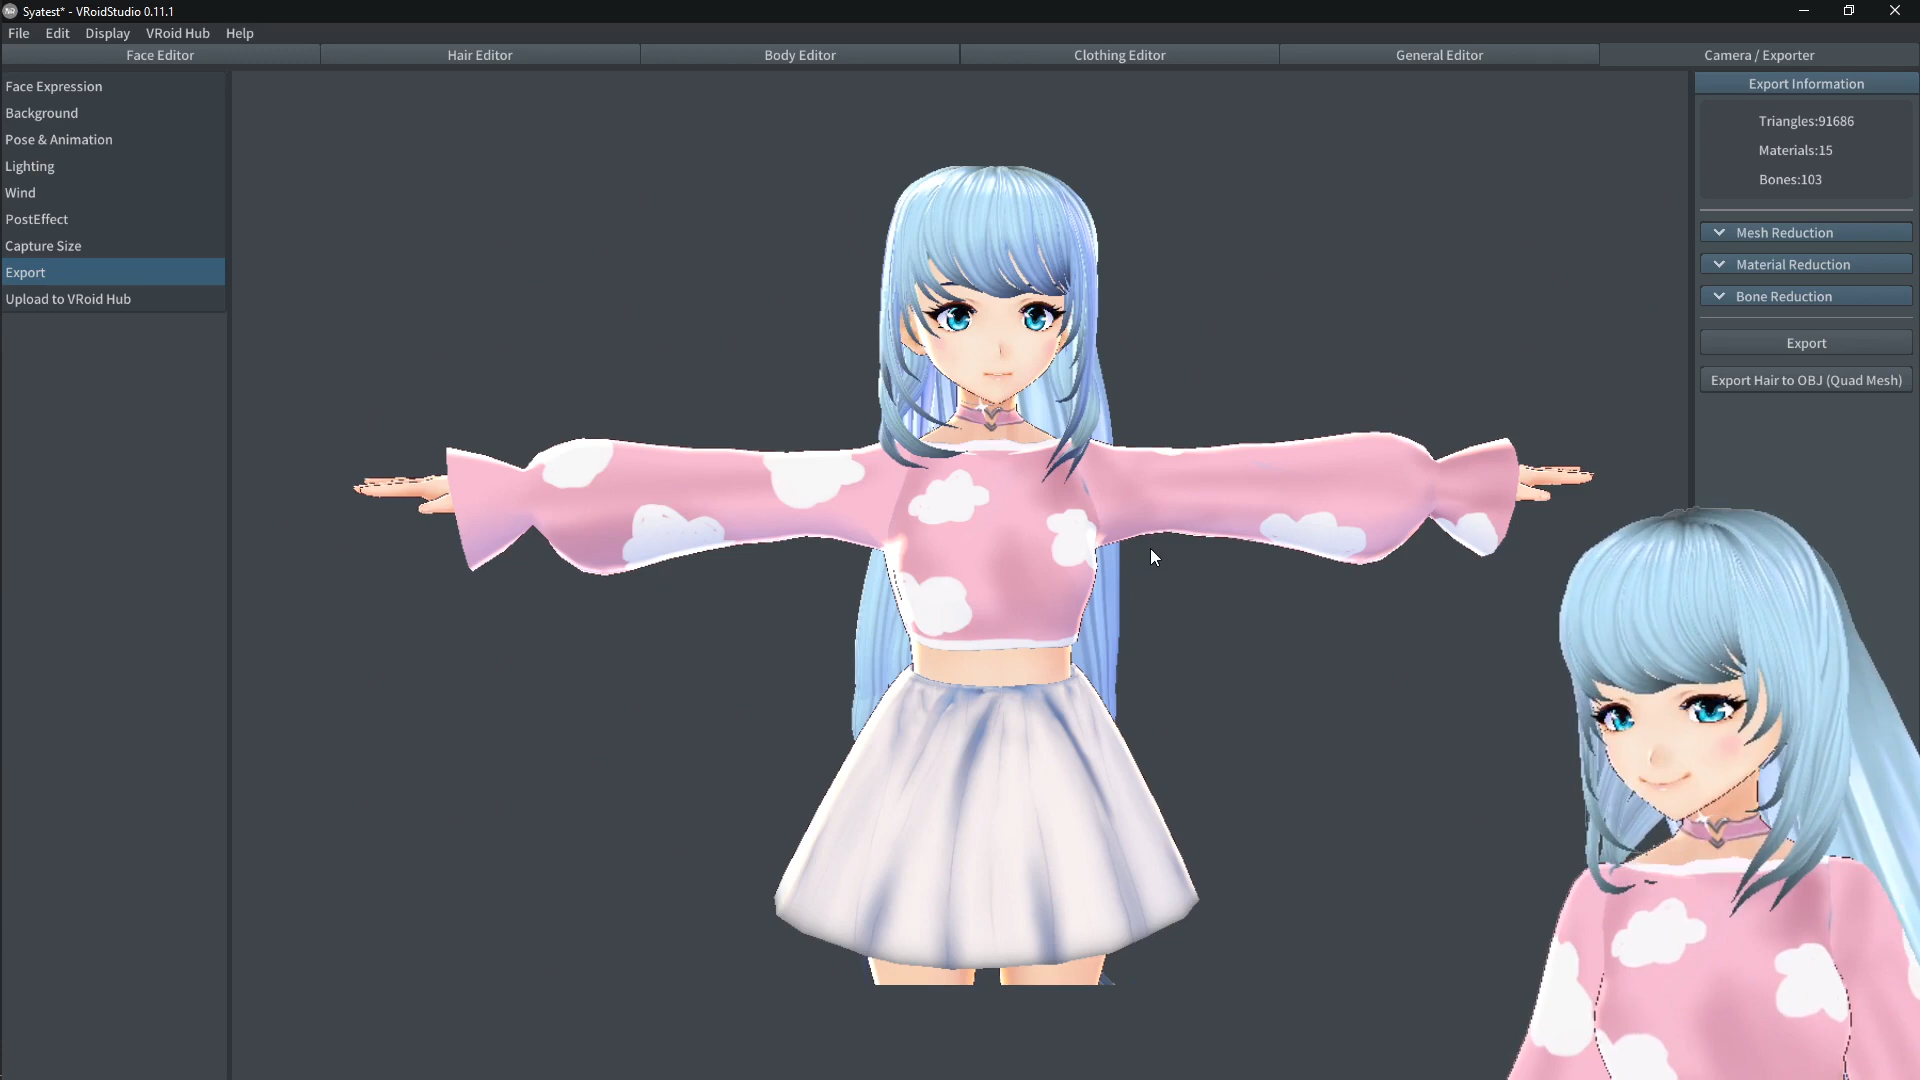 Syatest* - VRoidStudio 0.11.1
File Edit Display VRoid Hub Help
Face Editor Hair Editor Body Editor Clothing Editor General Editor Camera / Exporter
Face Expression
Background
Pose & Animation
Lighting
Wind
PostEffect
Capture Size
Export
Upload to VRoid Hub
Export Information
Triangles:91686
Materials:15
Bones:103
Mesh Reduction
Material Reduction
Bone Reduction
Export
Export Hair to OBJ (Quad Mesh)